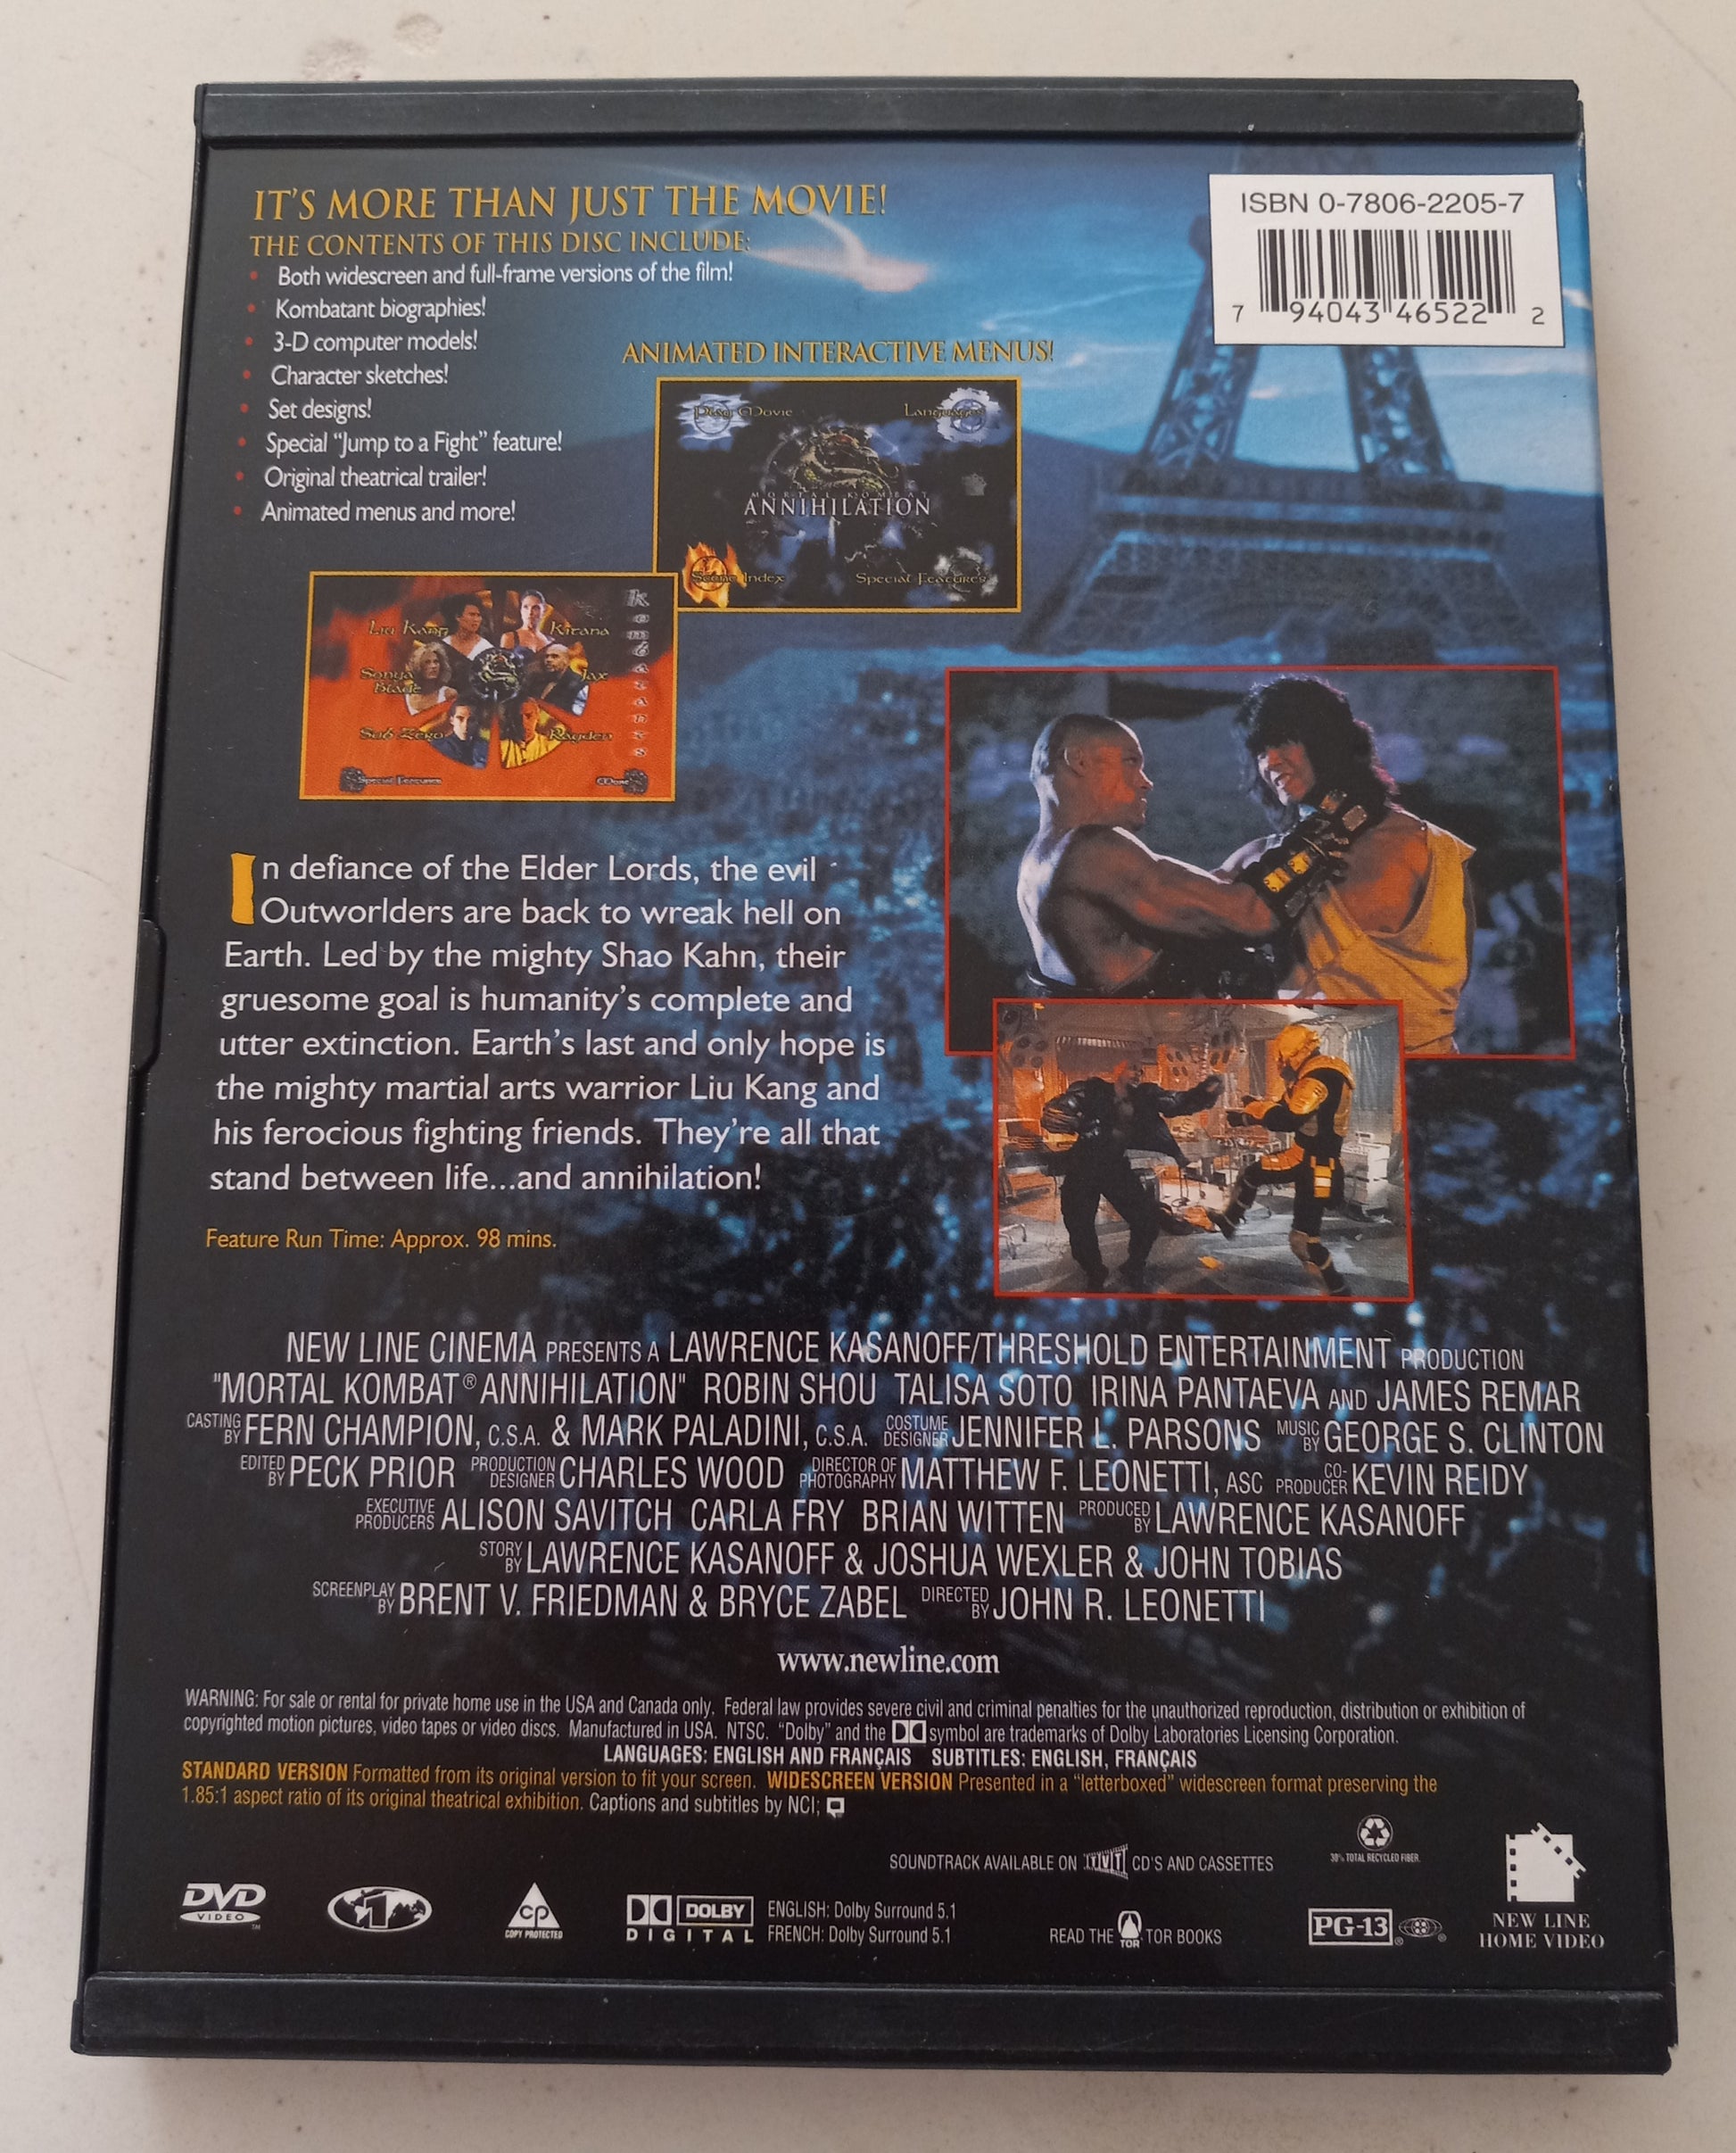 IT'S MORE THAN JUST THE MOVIE!
THE CONTENTS OF THIS DISC INCLUDE:
• Both widescreen and full-frame versions of the film!
• Kombatant biographies!
• 3-D computer models!
• Character sketches!
• Set designs!
• Special “Jump to a Fight” feature!
• Original theatrical trailer!
• Animated menus and more!
ISBN 0-7806-2205-7
7 94043 46522 2
ANIMATED INTERACTIVE MENUS!
Play Movie
Languages
MORTAL KOMBAT
ANNIHILATION
Scene Index
Special Features
Liu Kang
Kitana
Sonya
Blade
Jax
Sub Zero
Rayden
Kombatants
Special Features
In defiance of the Elder Lords, the evil
Outworlders are back to wreak hell on
Earth. Led by the mighty Shao Kahn, their
gruesome goal is humanity's complete and
utter extinction. Earth's last and only hope is
the mighty martial arts warrior Liu Kang and
his ferocious fighting friends. They're all that
stand between life...and annihilation!
Feature Run Time: Approx. 98 mins.
NEW LINE CINEMA PRESENTS A LAWRENCE KASANOFF/THRESHOLD ENTERTAINMENT PRODUCTION
"MORTAL KOMBAT® ANNIHILATION" ROBIN SHOU TALISA SOTO IRINA PANTAEVA AND JAMES REMAR
CASTING BY FERN CHAMPION, C.S.A. & MARK PALADINI, C.S.A. COSTUME DESIGNER JENNIFER L. PARSONS MUSIC BY GEORGE S. CLINTON
EDITED BY PECK PRIOR PRODUCTION DESIGNER CHARLES WOOD DIRECTOR OF PHOTOGRAPHY MATTHEW F. LEONETTI, ASC CO-PRODUCER KEVIN REIDY
EXECUTIVE PRODUCERS ALISON SAVITCH CARLA FRY BRIAN WITTEN PRODUCED BY LAWRENCE KASANOFF
STORY BY LAWRENCE KASANOFF & JOSHUA WEXLER & JOHN TOBIAS
SCREENPLAY BY BRENT V. FRIEDMAN & BRYCE ZABEL DIRECTED BY JOHN R. LEONETTI
www.newline.com
WARNING: For sale or rental for private home use in the USA and Canada only. Federal law provides severe civil and criminal penalties for the unauthorized reproduction, distribution or exhibition of
copyrighted motion pictures, video tapes or video discs. Manufactured in USA. NTSC. “Dolby” and the symbol are trademarks of Dolby Laboratories Licensing Corporation.
LANGUAGES: ENGLISH AND FRANÇAIS SUBTITLES: ENGLISH, FRANÇAIS
STANDARD VERSION Formatted from its original version to fit your screen. WIDESCREEN VERSION Presented in a “letterboxed” widescreen format preserving the
1.85:1 aspect ratio of its original theatrical exhibition. Captions and subtitles by NCI;
SOUNDTRACK AVAILABLE ON TVT CD'S AND CASSETTES
30% TOTAL RECYCLED FIBER.
DVD
VIDEO
TM
1
CP
COPY PROTECTED
DOLBY
DIGITAL
ENGLISH: Dolby Surround 5.1
FRENCH: Dolby Surround 5.1
READ THE TOR TOR BOOKS
PG-13 ®
NEW LINE
HOME VIDEO